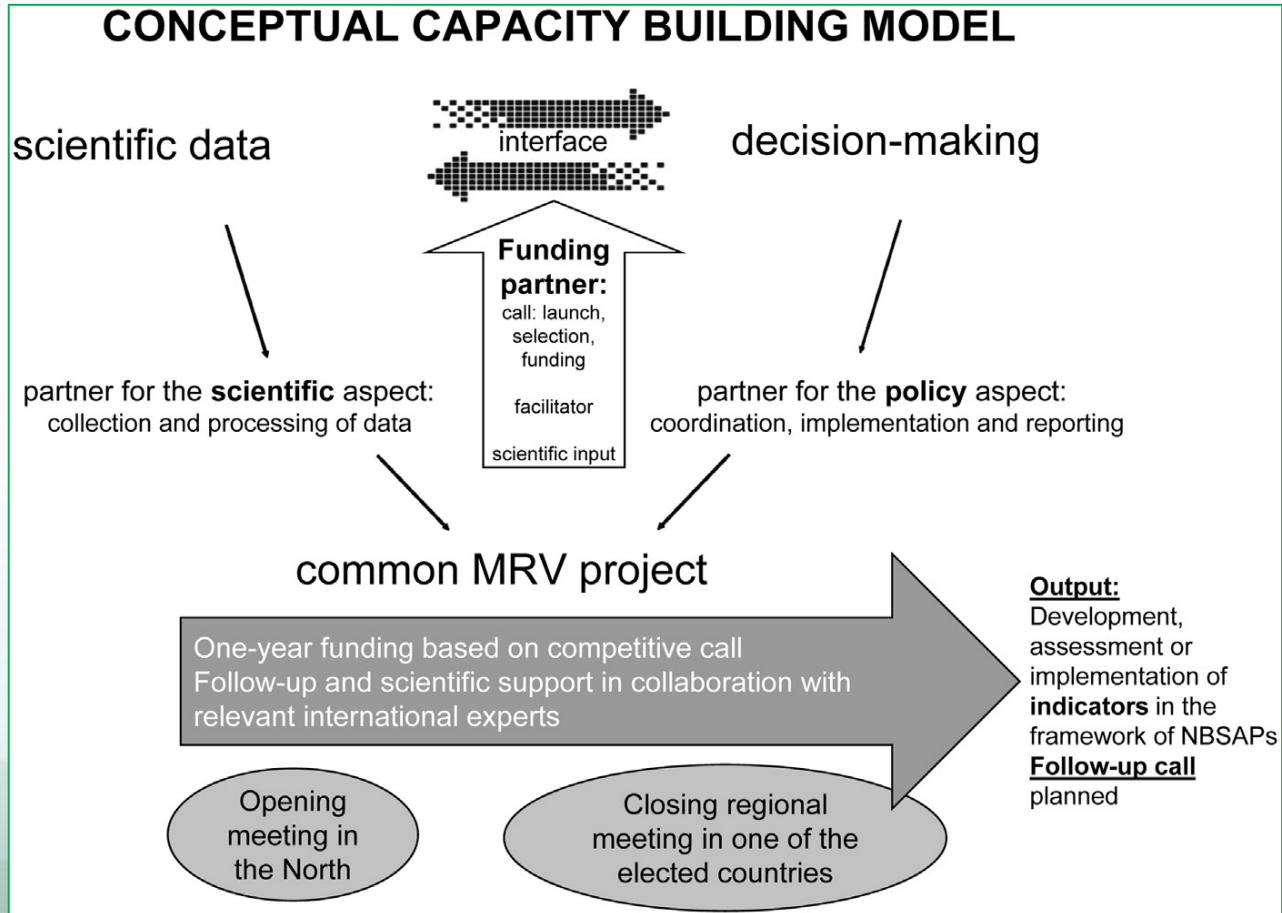 CONCEPTUAL CAPACITY BUILDING MODEL
scientific data
interface
decision-making
Funding
partner:
call: launch,
selection,
funding
facilitator
scientific input
partner for the scientific aspect:
collection and processing of data
partner for the policy aspect:
coordination, implementation and reporting
common MRV project
One-year funding based on competitive call
Follow-up and scientific support in collaboration with
relevant international experts
Output:
Development,
assessment or
implementation of
indicators in the
framework of NBSAPs
Follow-up call
planned
Opening
meeting in
the North
Closing regional
meeting in one of the
elected countries